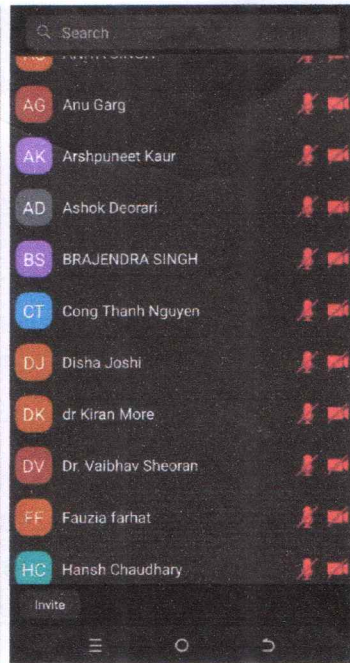 Search
AG Anu Garg
AK Arshpuneet Kaur
AD Ashok Deorari
BS BRAJENDRA SINGH
CT Cong Thanh Nguyen
DJ Disha Joshi
DK dr Kiran More
DV Dr. Vaibhav Sheoran
FF Fauzia farhat
HC Hansh Chaudhary
Invite